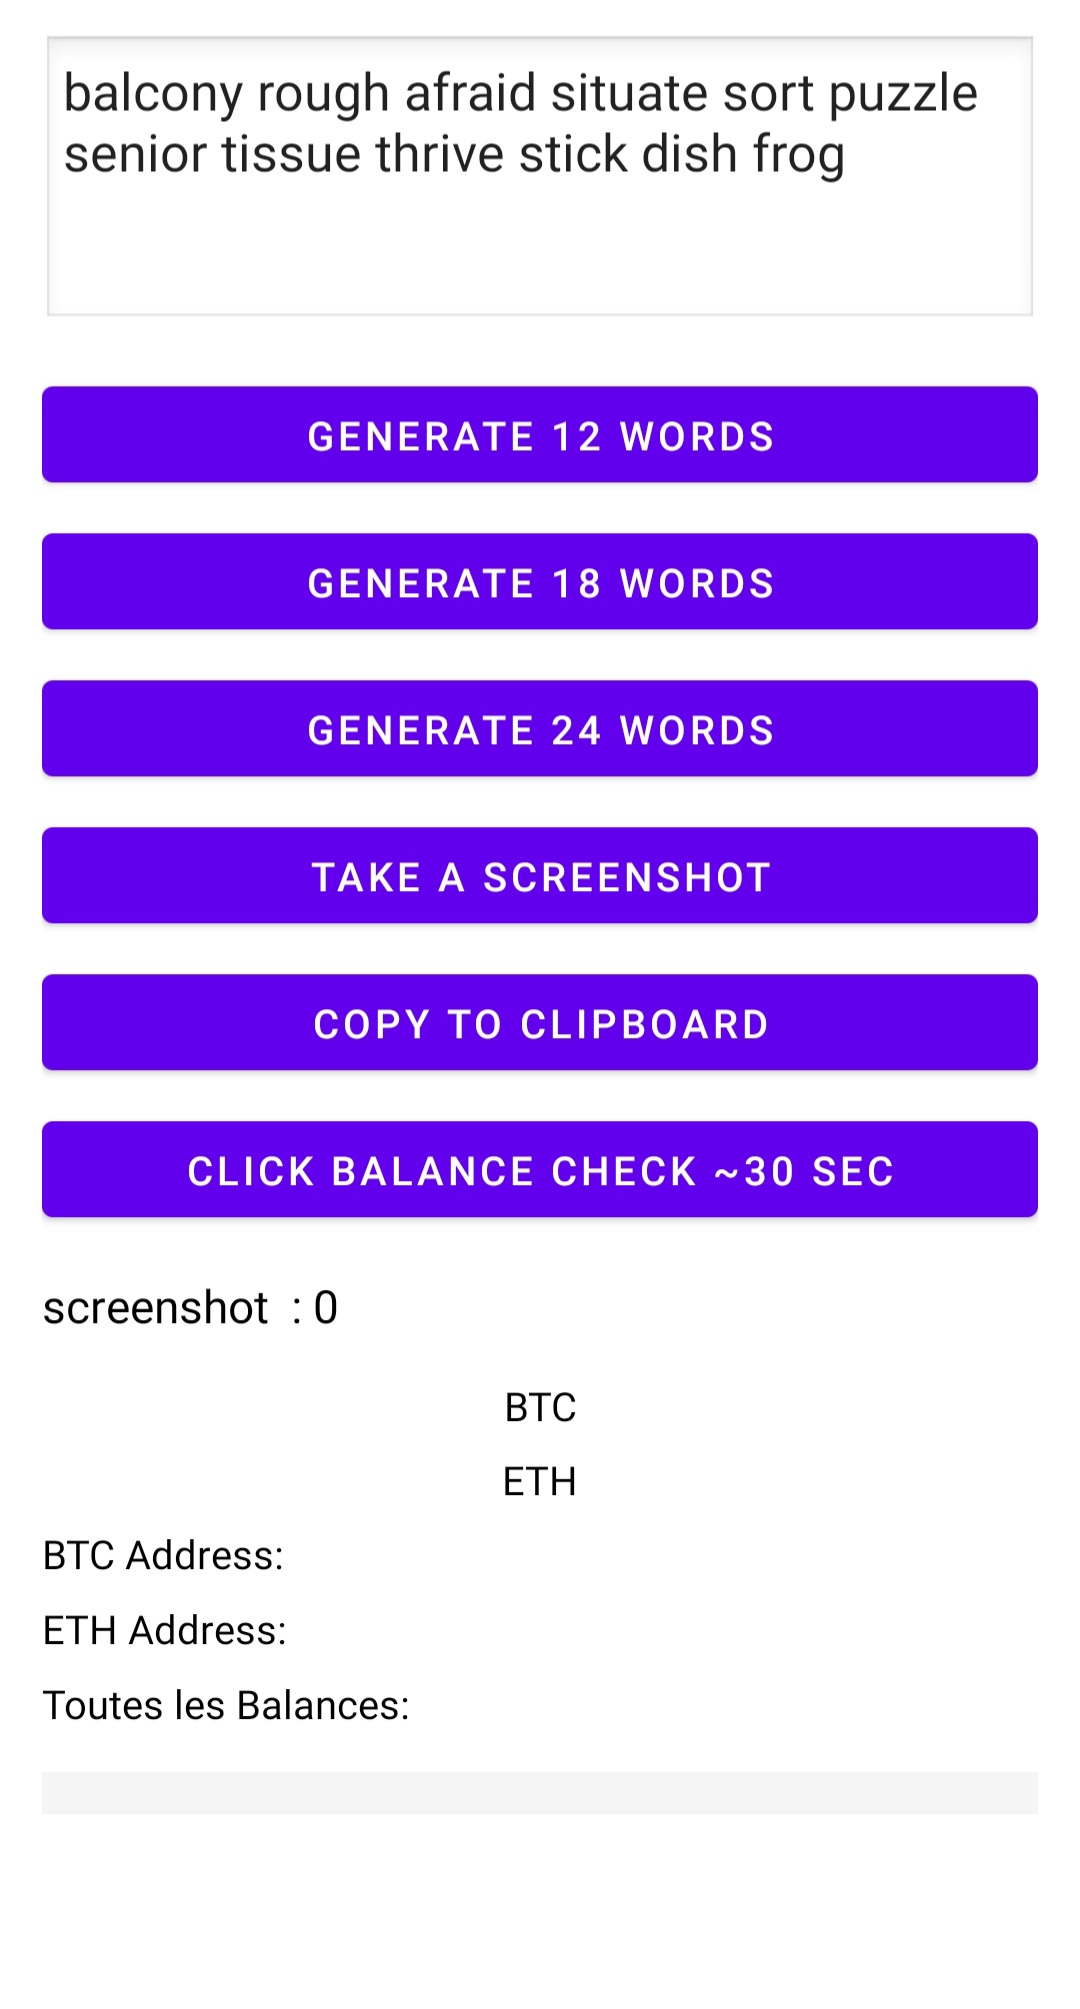 balcony rough afraid situate sort puzzle
senior tissue thrive stick dish frog
GENERATE 12 WORDS
GENERATE 18 WORDS
GENERATE 24 WORDS
TAKE A SCREENSHOT
COPY TO CLIPBOARD
CLICK BALANCE CHECK ~30 SEC
screenshot : 0
BTC
ETH
BTC Address:
ETH Address:
Toutes les Balances: